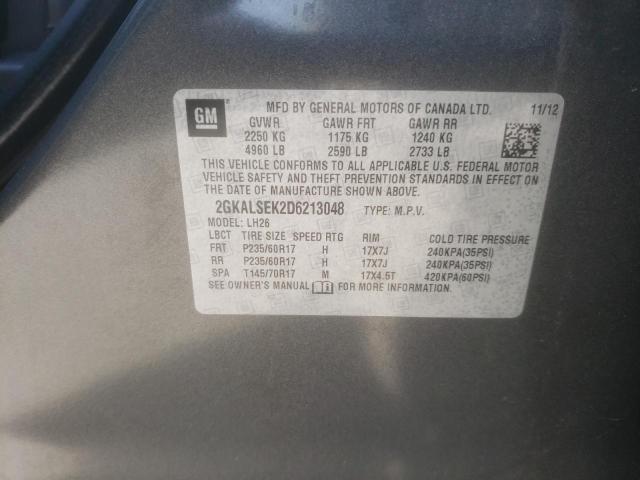 GM
MFD BY GENERAL MOTORS OF CANADA LTD. 11/12
GVWR GAWR FRT GAWR RR
2250 KG 1175 KG 1240 KG
4960 LB 2590 LB 2733 LB
THIS VEHICLE CONFORMS TO ALL APPLICABLE U.S. FEDERAL MOTOR
VEHICLE SAFETY AND THEFT PREVENTION STANDARDS IN EFFECT ON THE
DATE OF MANUFACTURE SHOWN ABOVE.
2GKALSEK2D6213048 TYPE: M.P.V.
MODEL: LH26
LBCT TIRE SIZE SPEED RTG RIM COLD TIRE PRESSURE
FRT P235/60R17 H 17X7J 240KPA(35PSI)
RR P235/60R17 H 17X7J 240KPA(35PSI)
SPA T145/70R17 M 17X4.5T 420KPA(60PSI)
SEE OWNER'S MANUAL FOR MORE INFORMATION.